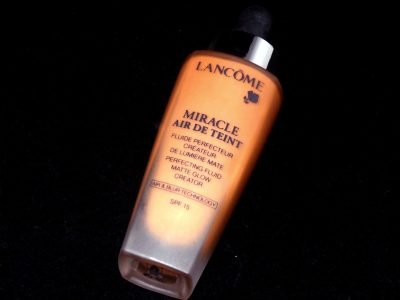 LANCÔME
MIRACLE
AIR DE TEINT
FLUIDE PERFECTEUR
CRÉATEUR
DE LUMIÈRE MATE
PERFECTING FLUID
MATTE GLOW
CREATOR
AIR & BLUR TECHNOLOGY
SPF 15